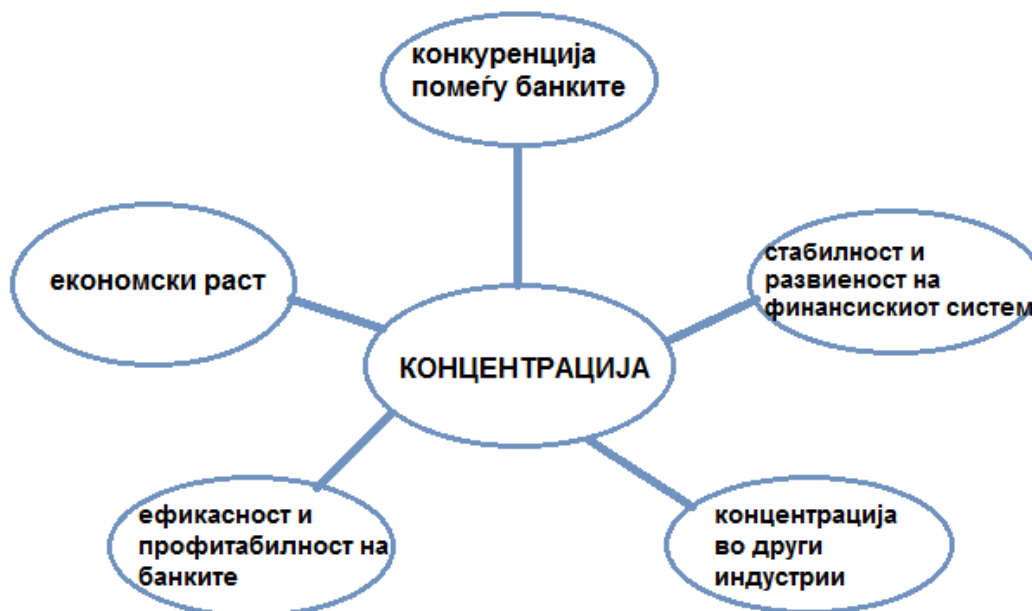 конкуренција
помеѓу банките
економски раст
стабилност и
развиеност на
финансискиот систем
КОНЦЕНТРАЦИЈА
ефикасност и
профитабилност на
банките
концентрација
во други
индустрии